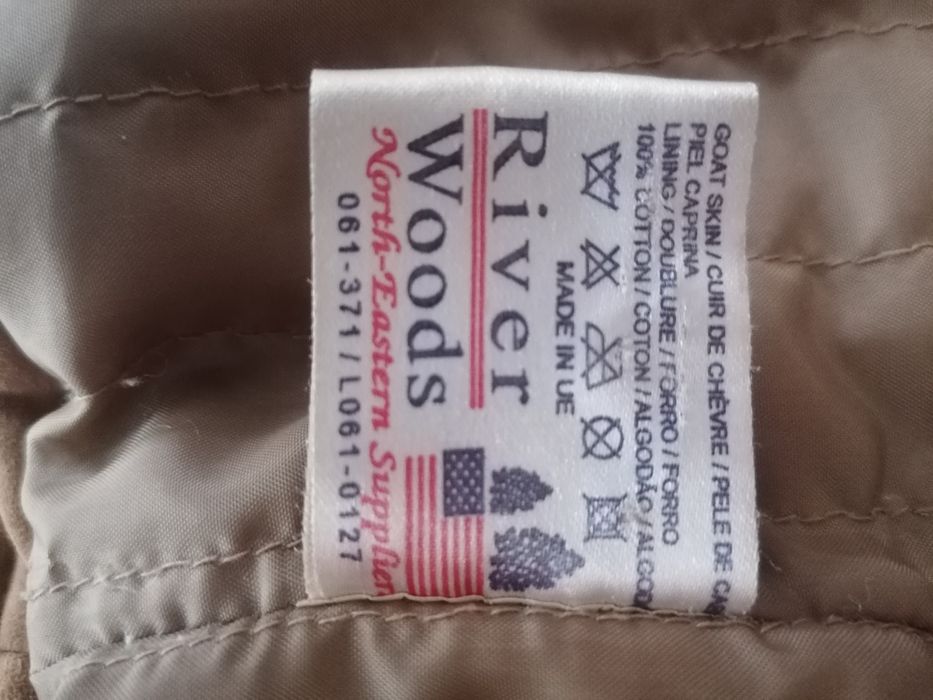 GOAT SKIN / CUIR DE CHÈVRE / PELE DE
PIEL CAPRINA
LINING / DOUBLURE / FORRO / FORRO
100% COTTON / COTON / ALGODÃO /
MADE IN UE
River
Woods
North-Eastern Supplier
061-371 / L061-0127